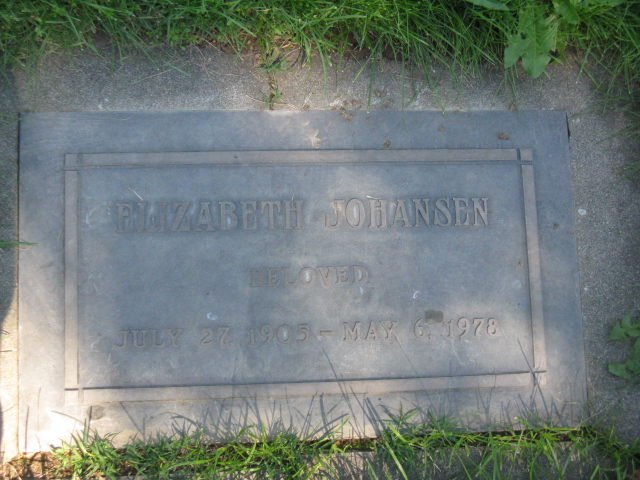 ELIZABETH JOHANSEN
BELOVED
JULY 27, 1905 - MAY 6, 1978